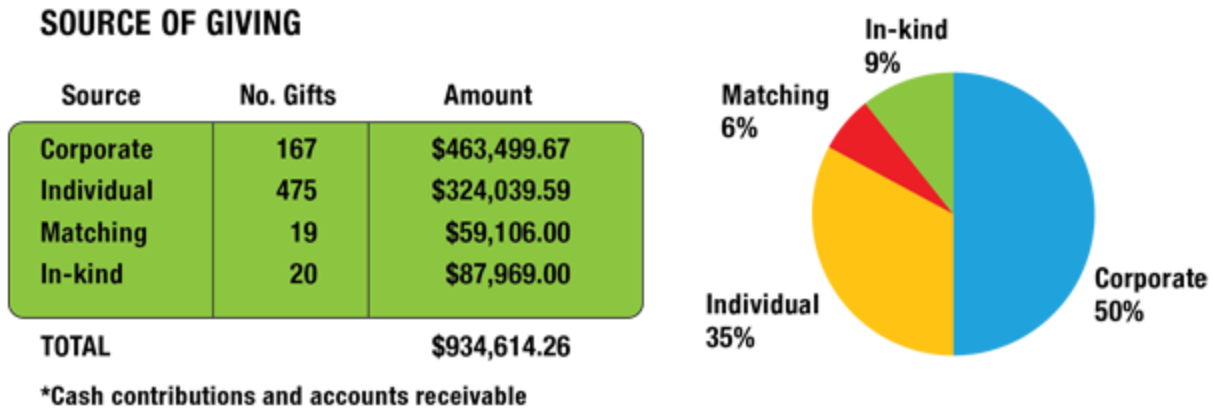 SOURCE OF GIVING
Source No. Gifts Amount
Corporate 167 $463,499.67
Individual 475 $324,039.59
Matching 19 $59,106.00
In-kind 20 $87,969.00
TOTAL $934,614.26
*Cash contributions and accounts receivable
In-kind
9%
Matching
6%
Individual
35%
Corporate
50%